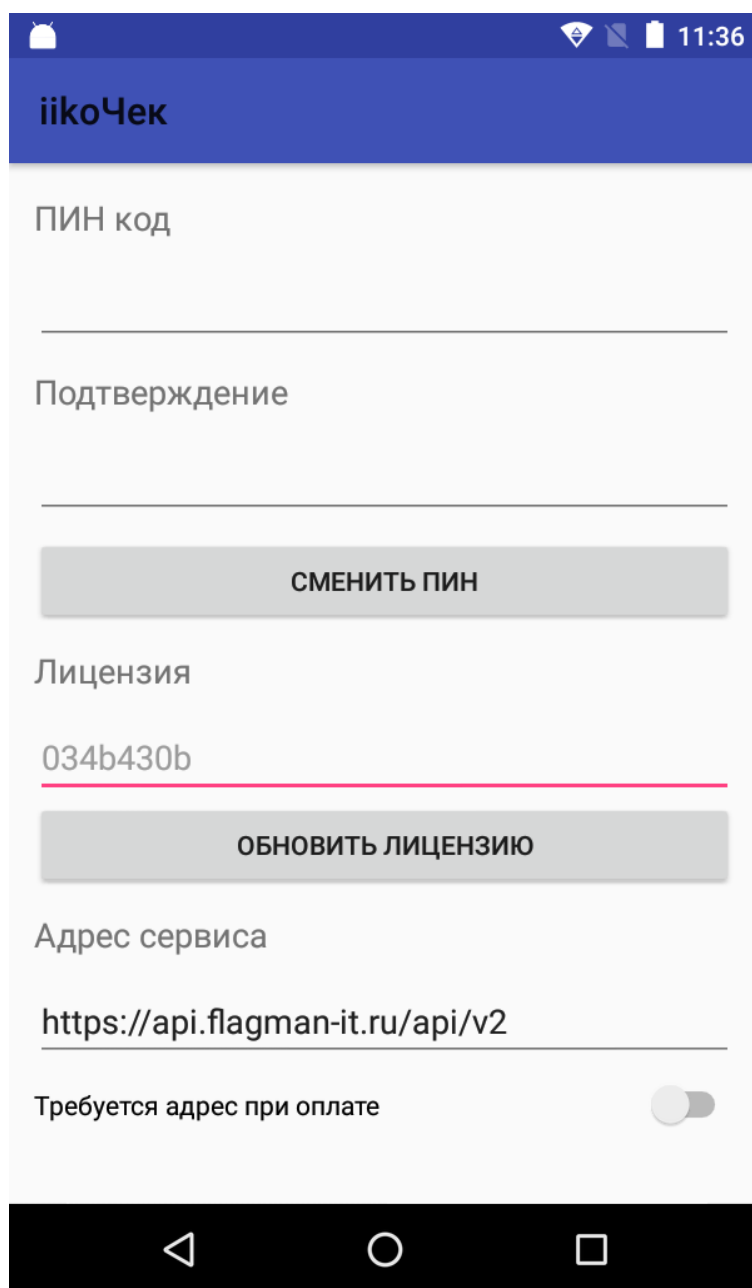 11:36
iikoЧек
ПИН код
Подтверждение
СМЕНИТЬ ПИН
Лицензия
034b430b
ОБНОВИТЬ ЛИЦЕНЗИЮ
Адрес сервиса
https://api.flagman-it.ru/api/v2
Требуется адрес при оплате